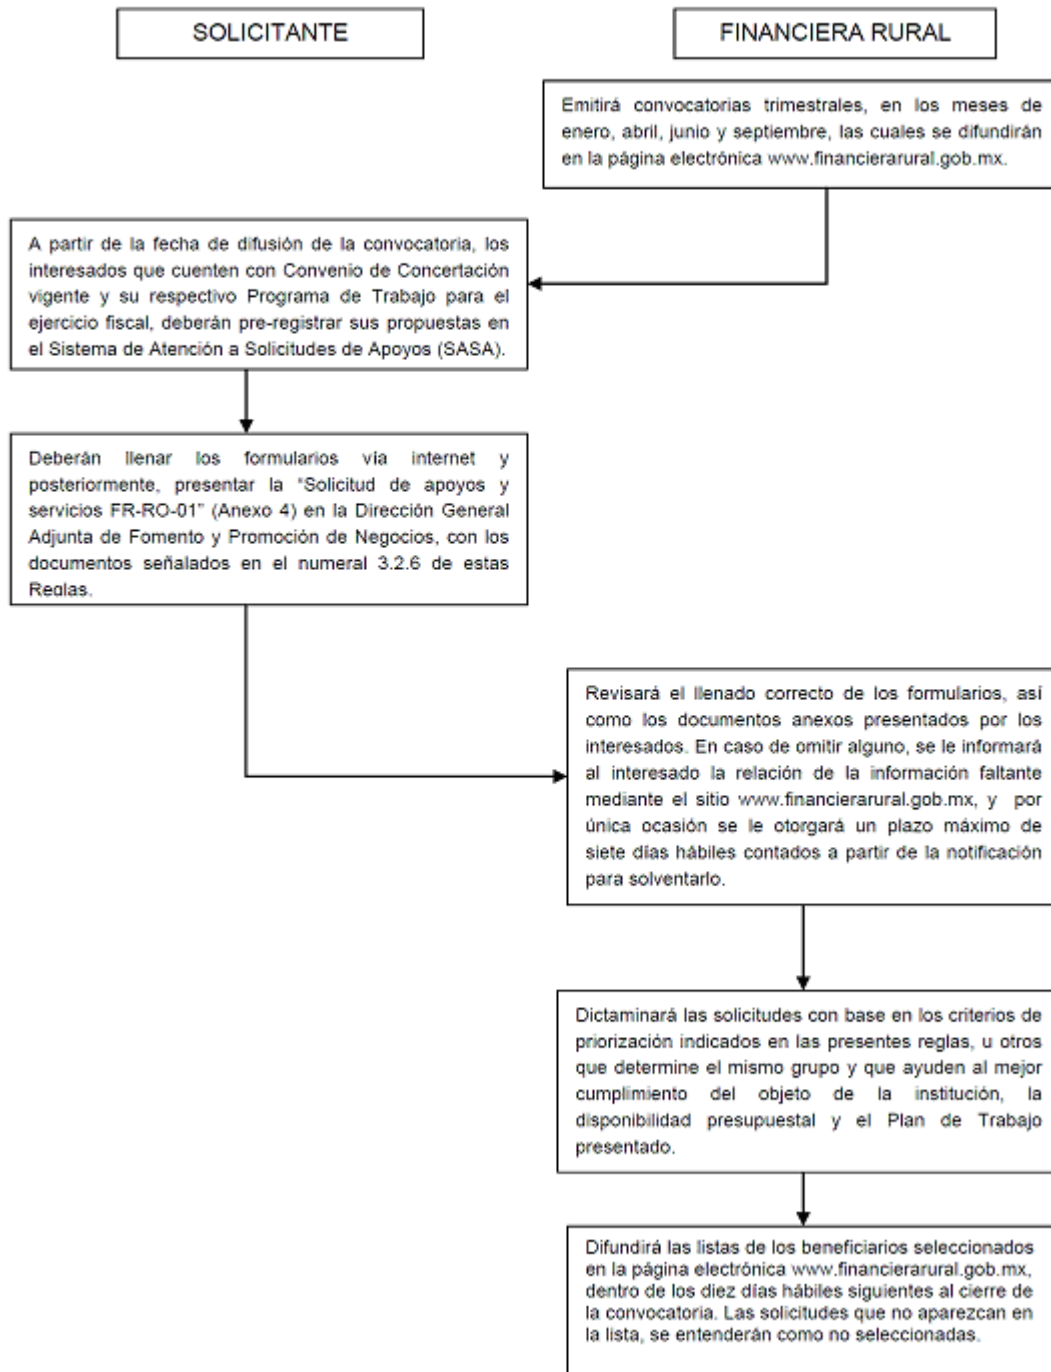 SOLICITANTE
FINANCIERA RURAL
Emitirá convocatorias trimestrales, en los meses de
enero, abril, junio y septiembre, las cuales se difundirán
en la página electrónica www.financierarural.gob.mx.
A partir de la fecha de difusión de la convocatoria, los
interesados que cuenten con Convenio de Concertación
vigente y su respectivo Programa de Trabajo para el
ejercicio fiscal, deberán pre-registrar sus propuestas en
el Sistema de Atención a Solicitudes de Apoyos (SASA).
Deberán llenar los formularios vía internet y
posteriormente, presentar la “Solicitud de apoyos y
servicios FR-RO-01” (Anexo 4) en la Dirección General
Adjunta de Fomento y Promoción de Negocios, con los
documentos señalados en el numeral 3.2.6 de estas
Reglas.
Revisará el llenado correcto de los formularios, así
como los documentos anexos presentados por los
interesados. En caso de omitir alguno, se le informará
al interesado la relación de la información faltante
mediante el sitio www.financierarural.gob.mx, y por
única ocasión se le otorgará un plazo máximo de
siete días hábiles contados a partir de la notificación
para solventarlo.
Dictaminará las solicitudes con base en los criterios de
priorización indicados en las presentes reglas, u otros
que determine el mismo grupo y que ayuden al mejor
cumplimiento del objeto de la institución, la
disponibilidad presupuestal y el Plan de Trabajo
presentado.
Difundirá las listas de los beneficiarios seleccionados
en la página electrónica www.financierarural.gob.mx,
dentro de los diez días hábiles siguientes al cierre de
la convocatoria. Las solicitudes que no aparezcan en
la lista, se entenderán como no seleccionadas.